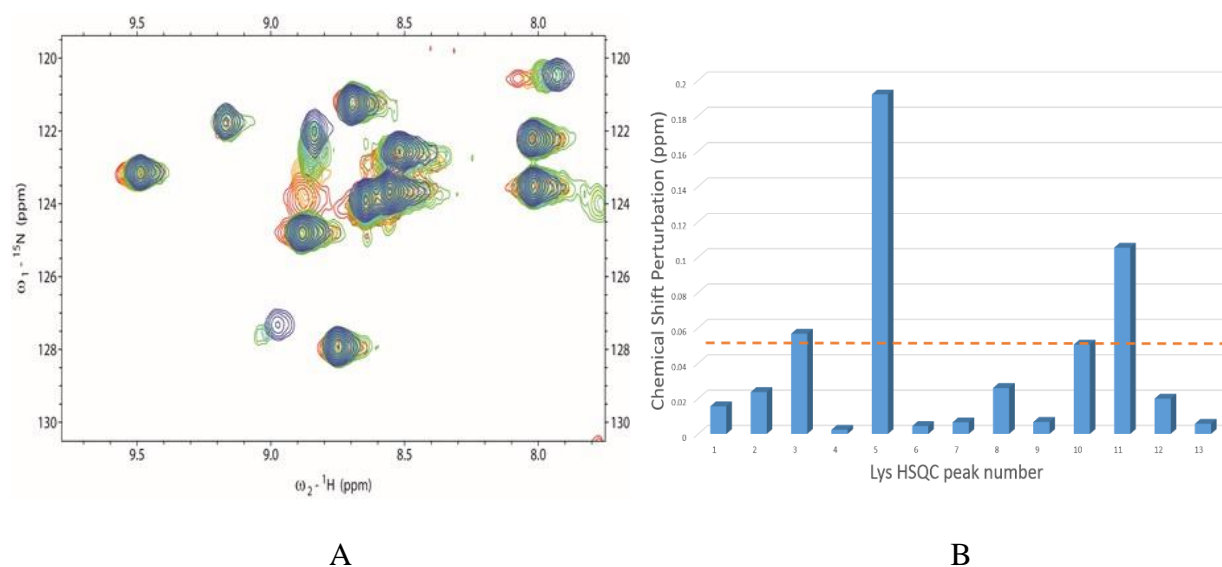 9.5 9.0 8.5 8.0
120 120
122 122
124 124
126 126
128 128
130 130
9.5 9.0 8.5 8.0
ω1 - 15N (ppm)
ω2 - 1H (ppm)
A
Chemical Shift Perturbation (ppm)
0.2
0.18
0.16
0.14
0.12
0.1
0.08
0.06
0.04
0.02
0
1 2 3 4 5 6 7 8 9 10 11 12 13
Lys HSQC peak number
B